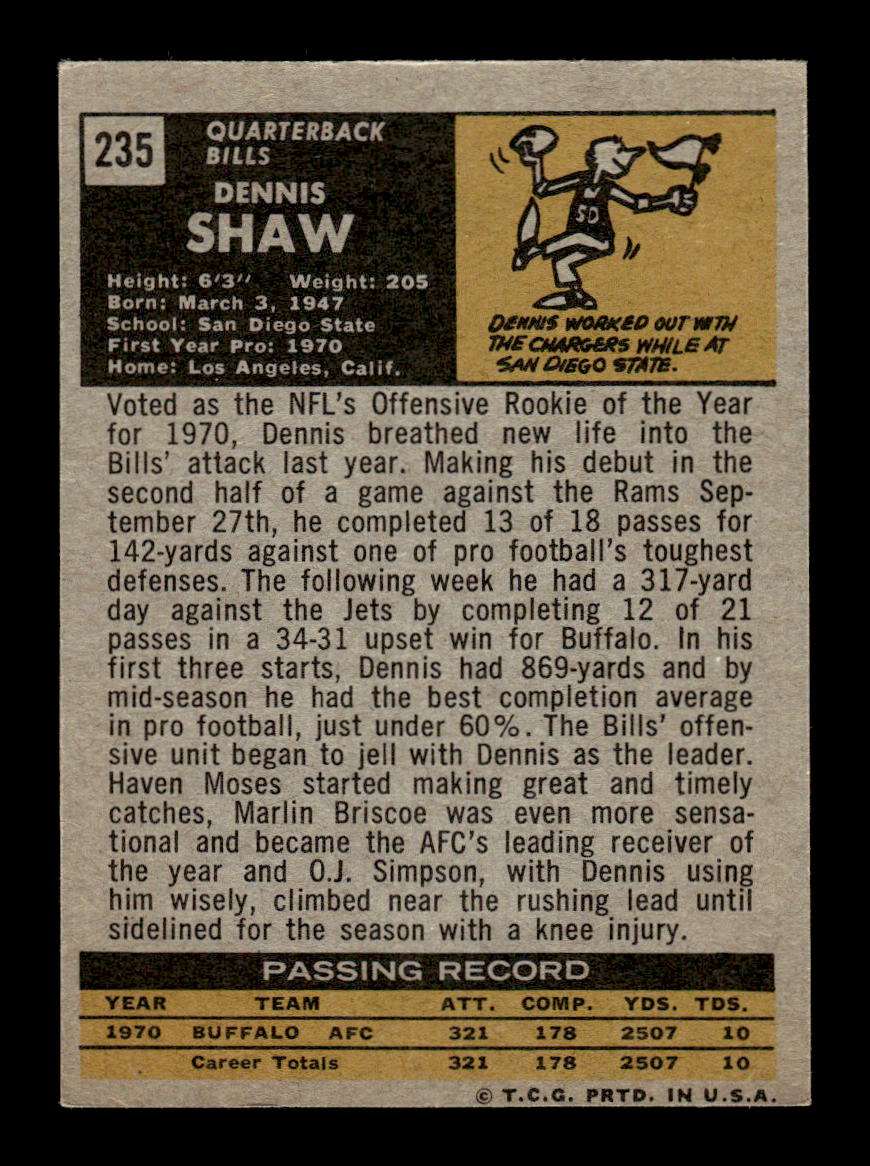 235
QUARTERBACK
BILLS
DENNIS
SHAW
Height: 6'3" Weight: 205
Born: March 3, 1947
School: San Diego State
First Year Pro: 1970
Home: Los Angeles, Calif.
SD
DENNIS WORKED OUT WITH
THE CHARGERS WHILE AT
SAN DIEGO STATE.
Voted as the NFL's Offensive Rookie of the Year
for 1970, Dennis breathed new life into the
Bills' attack last year. Making his debut in the
second half of a game against the Rams Sep-
tember 27th, he completed 13 of 18 passes for
142-yards against one of pro football's toughest
defenses. The following week he had a 317-yard
day against the Jets by completing 12 of 21
passes in a 34-31 upset win for Buffalo. In his
first three starts, Dennis had 869-yards and by
mid-season he had the best completion average
in pro football, just under 60%. The Bills' offen-
sive unit began to jell with Dennis as the leader.
Haven Moses started making great and timely
catches, Marlin Briscoe was even more sensa-
tional and became the AFC's leading receiver of
the year and O.J. Simpson, with Dennis using
him wisely, climbed near the rushing lead until
sidelined for the season with a knee injury.
PASSING RECORD
YEAR TEAM ATT. COMP. YDS. TDS.
1970 BUFFALO AFC 321 178 2507 10
Career Totals 321 178 2507 10
© T.C.G. PRTD. IN U.S.A.